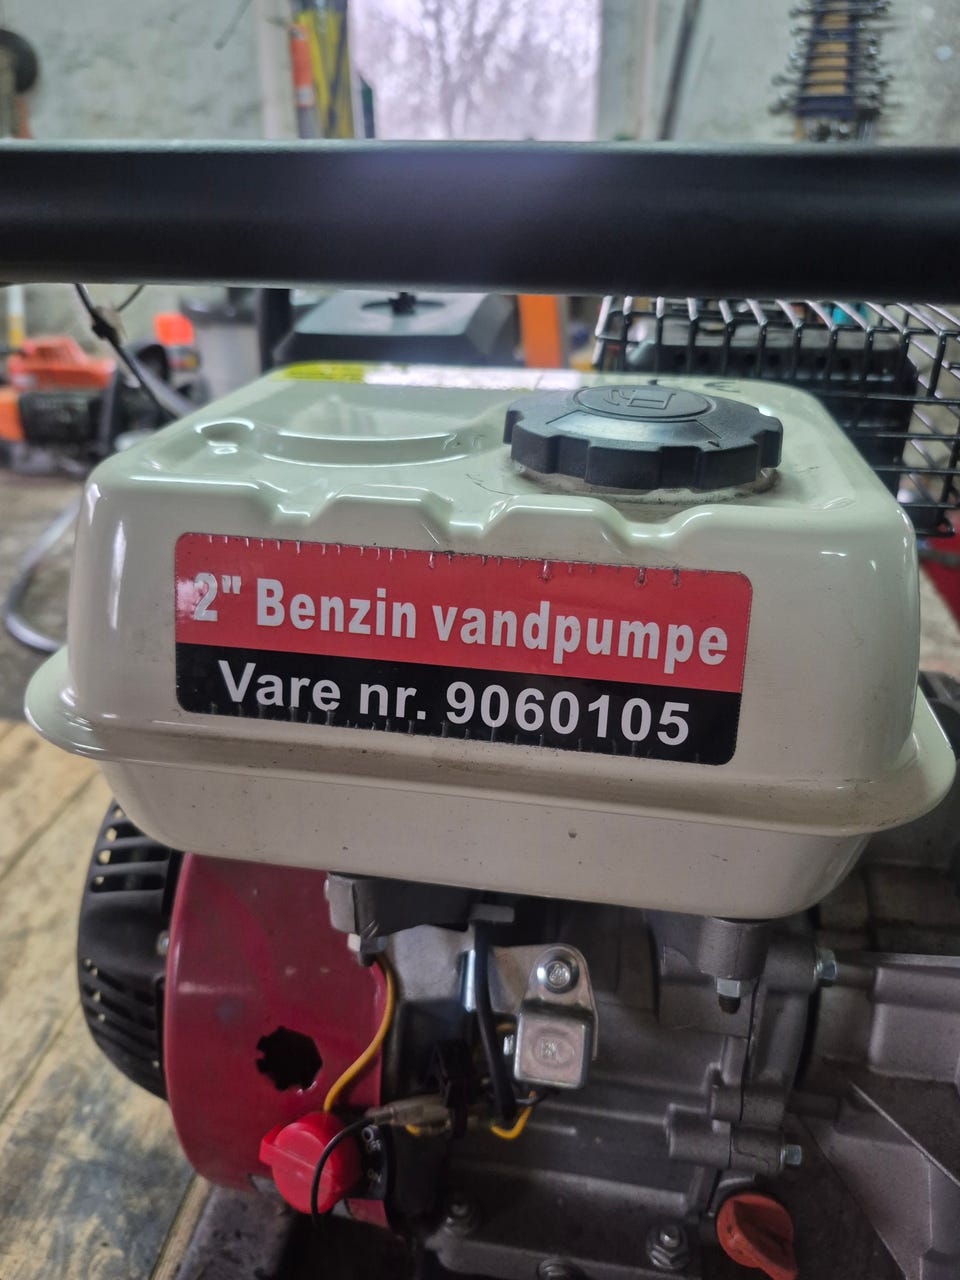 2" Benzin vandpumpe
Vare nr. 9060105